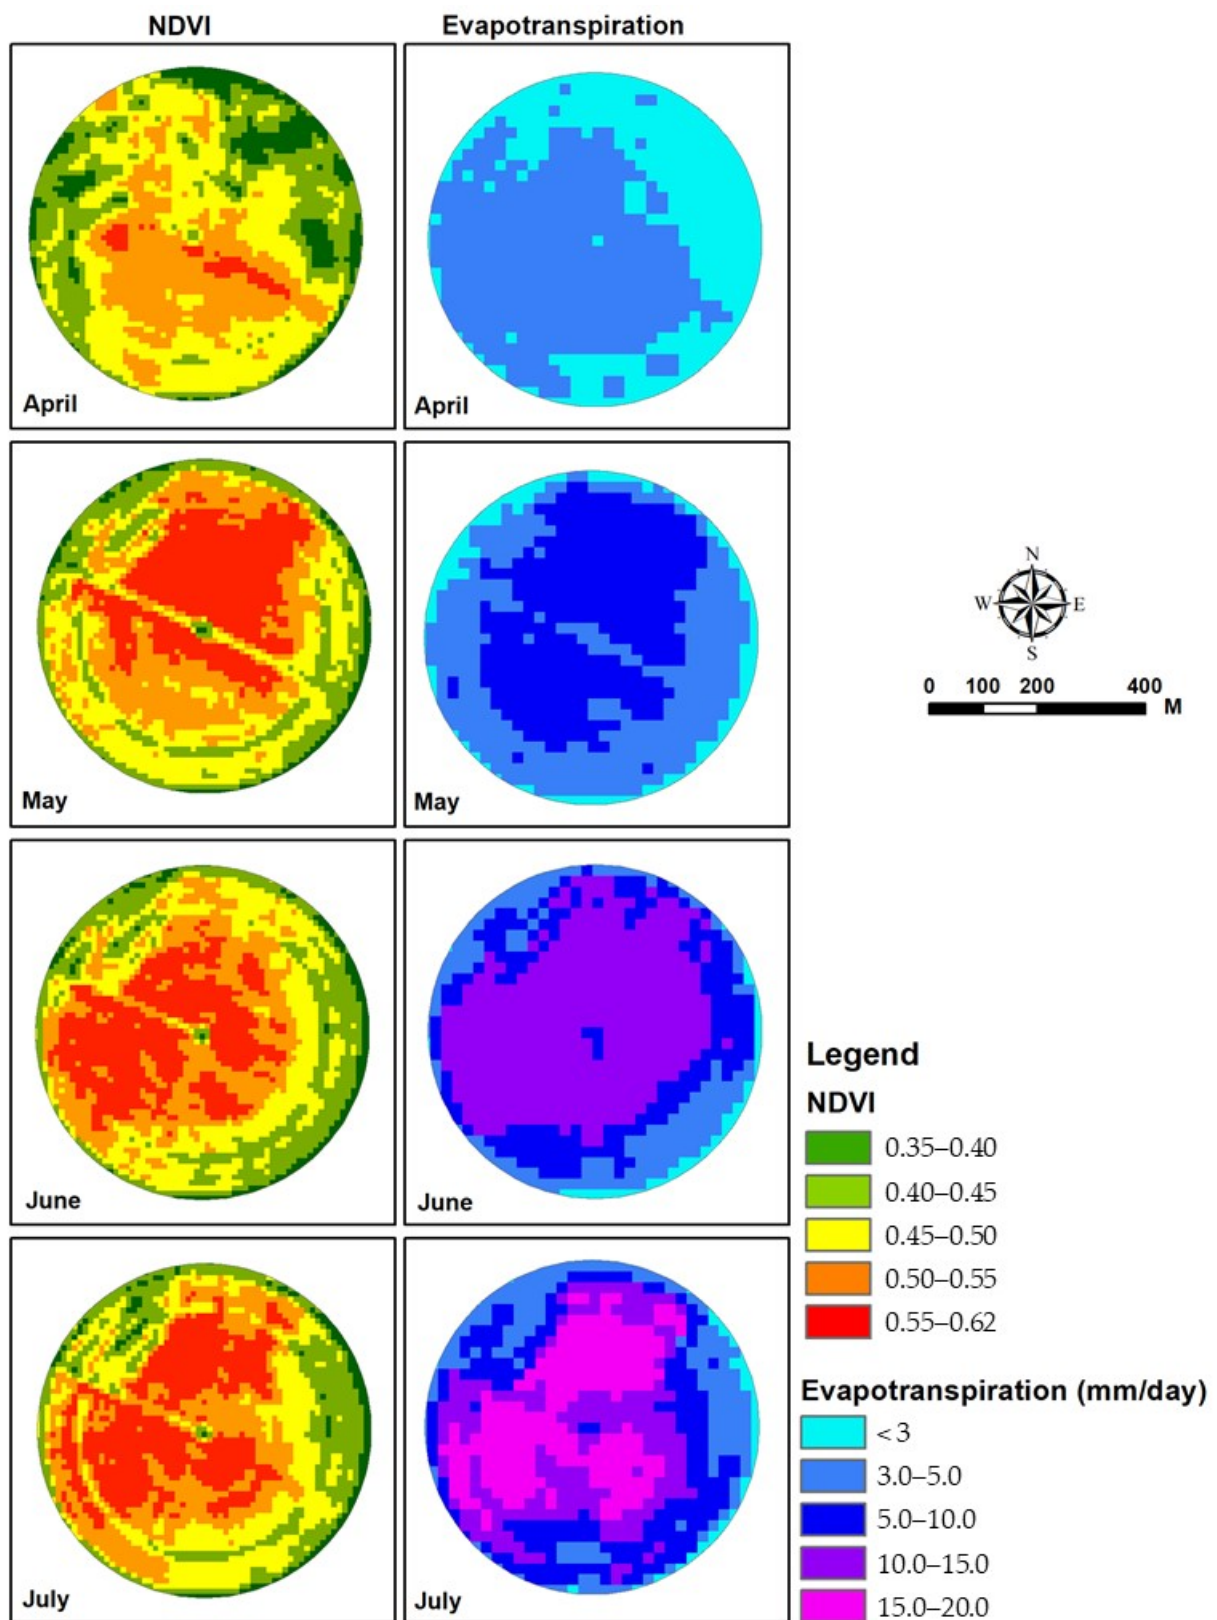 NDVI
Evapotranspiration
April
April
May
May
N
W E
S
0 100 200 400
M
June
June
July
July
Legend
NDVI
0.35–0.40
0.40–0.45
0.45–0.50
0.50–0.55
0.55–0.62
Evapotranspiration (mm/day)
< 3
3.0–5.0
5.0–10.0
10.0–15.0
15.0–20.0